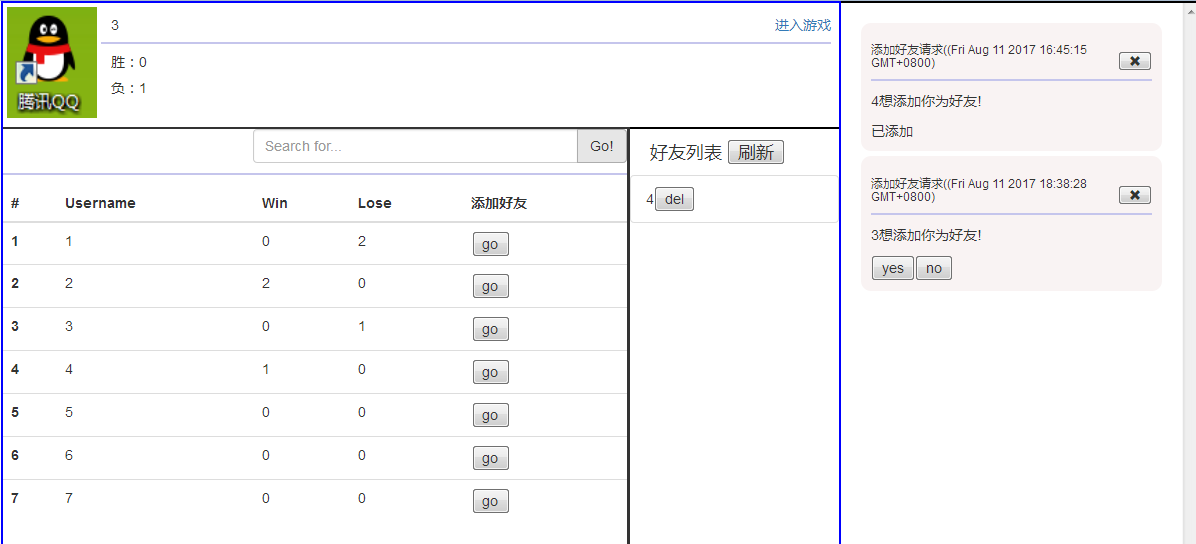 腾讯QQ
3
进入游戏
胜：0
负：1
Search for...
Go!
# Username Win Lose 添加好友
1 1 0 2 go
2 2 2 0 go
3 3 0 1 go
4 4 1 0 go
5 5 0 0 go
6 6 0 0 go
7 7 0 0 go
好友列表 刷新
4 del
添加好友请求((Fri Aug 11 2017 16:45:15
GMT+0800)
4想添加你为好友!
已添加
添加好友请求((Fri Aug 11 2017 18:38:28
GMT+0800)
3想添加你为好友!
yes no